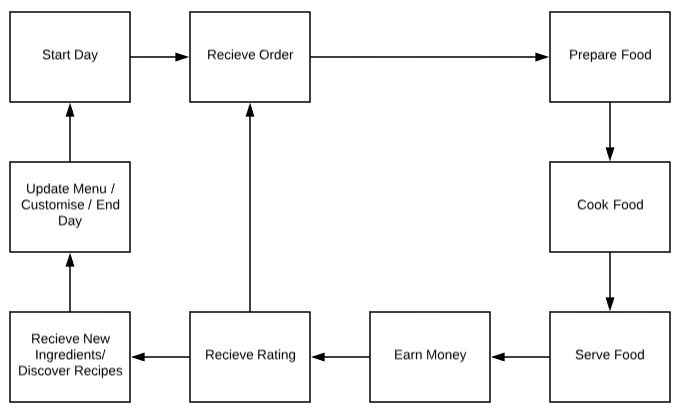 Start Day
Recieve Order
Prepare Food
Update Menu /
Customise / End
Day
Cook Food
Recieve New
Ingredients/
Discover Recipes
Recieve Rating
Earn Money
Serve Food